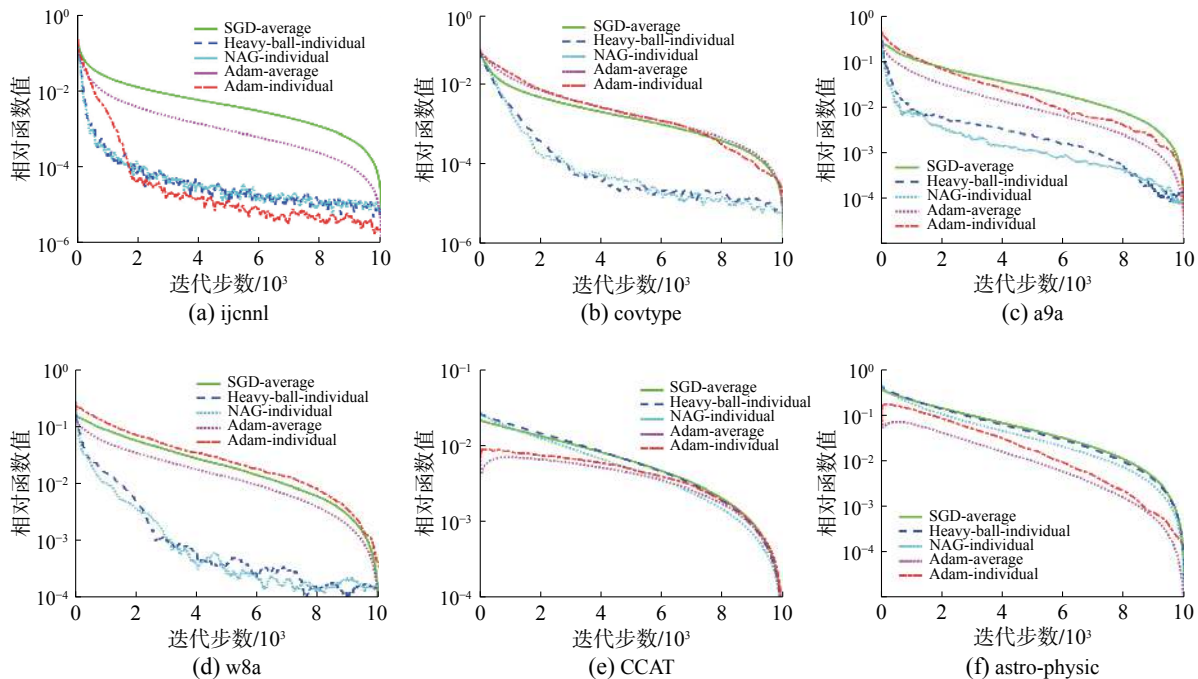 10⁰
10⁻²
10⁻⁴
10⁻⁶
相对函数值
SGD-average
Heavy-ball-individual
NAG-individual
Adam-average
Adam-individual
0 2 4 6 8 10
迭代步数/10³
(a) ijcnnl
10⁰
10⁻²
10⁻⁴
10⁻⁶
相对函数值
SGD-average
Heavy-ball-individual
NAG-individual
Adam-average
Adam-individual
0 2 4 6 8 10
迭代步数/10³
(b) covtype
10⁰
10⁻¹
10⁻²
10⁻³
10⁻⁴
相对函数值
SGD-average
Heavy-ball-individual
NAG-individual
Adam-average
Adam-individual
0 2 4 6 8 10
迭代步数/10³
(c) a9a
10⁰
10⁻¹
10⁻²
10⁻³
10⁻⁴
相对函数值
SGD-average
Heavy-ball-individual
NAG-individual
Adam-average
Adam-individual
0 2 4 6 8 10
迭代步数/10³
(d) w8a
10⁻¹
10⁻²
10⁻³
10⁻⁴
相对函数值
SGD-average
Heavy-ball-individual
NAG-individual
Adam-average
Adam-individual
0 2 4 6 8 10
迭代步数/10³
(e) CCAT
10⁰
10⁻¹
10⁻²
10⁻³
10⁻⁴
相对函数值
SGD-average
Heavy-ball-individual
NAG-individual
Adam-average
Adam-individual
0 2 4 6 8 10
迭代步数/10³
(f) astro-physic